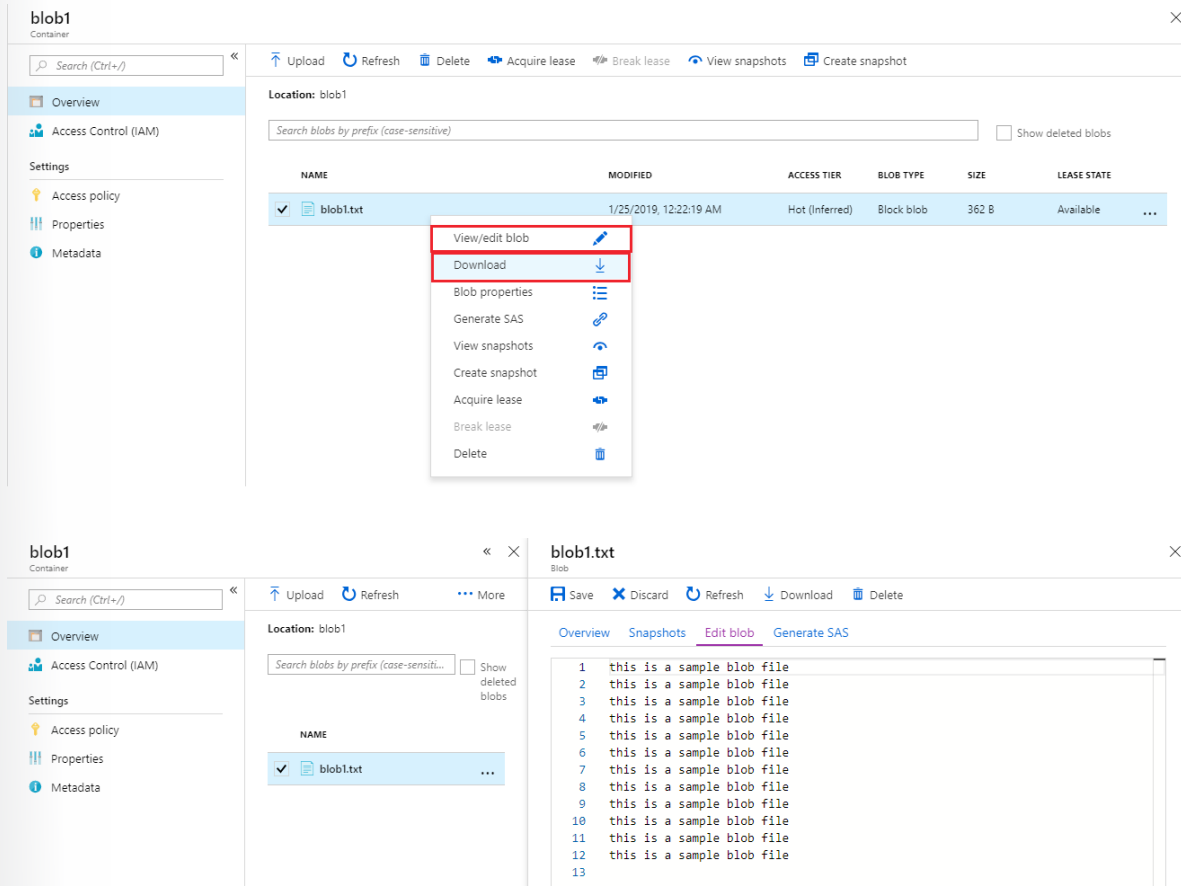 blob1
Container
Search (Ctrl+/)
Overview
Access Control (IAM)
Settings
Access policy
Properties
Metadata
Upload Refresh Delete Acquire lease Break lease View snapshots Create snapshot
Location: blob1
Search blobs by prefix (case-sensitive) Show deleted blobs
NAME MODIFIED ACCESS TIER BLOB TYPE SIZE LEASE STATE
blob1.txt 1/25/2019, 12:22:19 AM Hot (Inferred) Block blob 362 B Available ...
View/edit blob
Download
Blob properties
Generate SAS
View snapshots
Create snapshot
Acquire lease
Break lease
Delete
blob1
Container
Search (Ctrl+/)
Overview
Access Control (IAM)
Settings
Access policy
Properties
Metadata
Upload Refresh ... More
Location: blob1
Search blobs by prefix (case-sensiti...
Show
deleted
blobs
NAME
blob1.txt ...
blob1.txt
Blob
Save Discard Refresh Download Delete
Overview Snapshots Edit blob Generate SAS
1 this is a sample blob file
2 this is a sample blob file
3 this is a sample blob file
4 this is a sample blob file
5 this is a sample blob file
6 this is a sample blob file
7 this is a sample blob file
8 this is a sample blob file
9 this is a sample blob file
10 this is a sample blob file
11 this is a sample blob file
12 this is a sample blob file
13